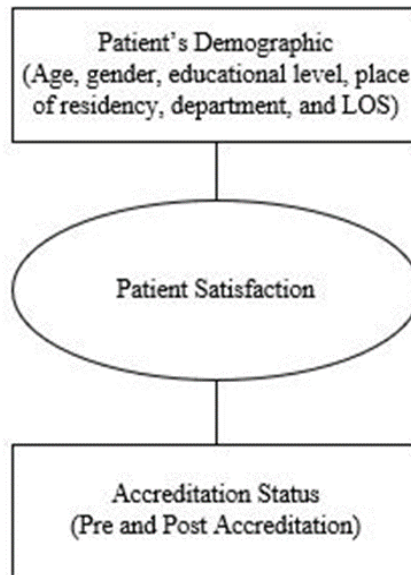 Patient's Demographic
(Age, gender, educational level, place
of residency, department, and LOS)
Patient Satisfaction
Accreditation Status
(Pre and Post Accreditation)